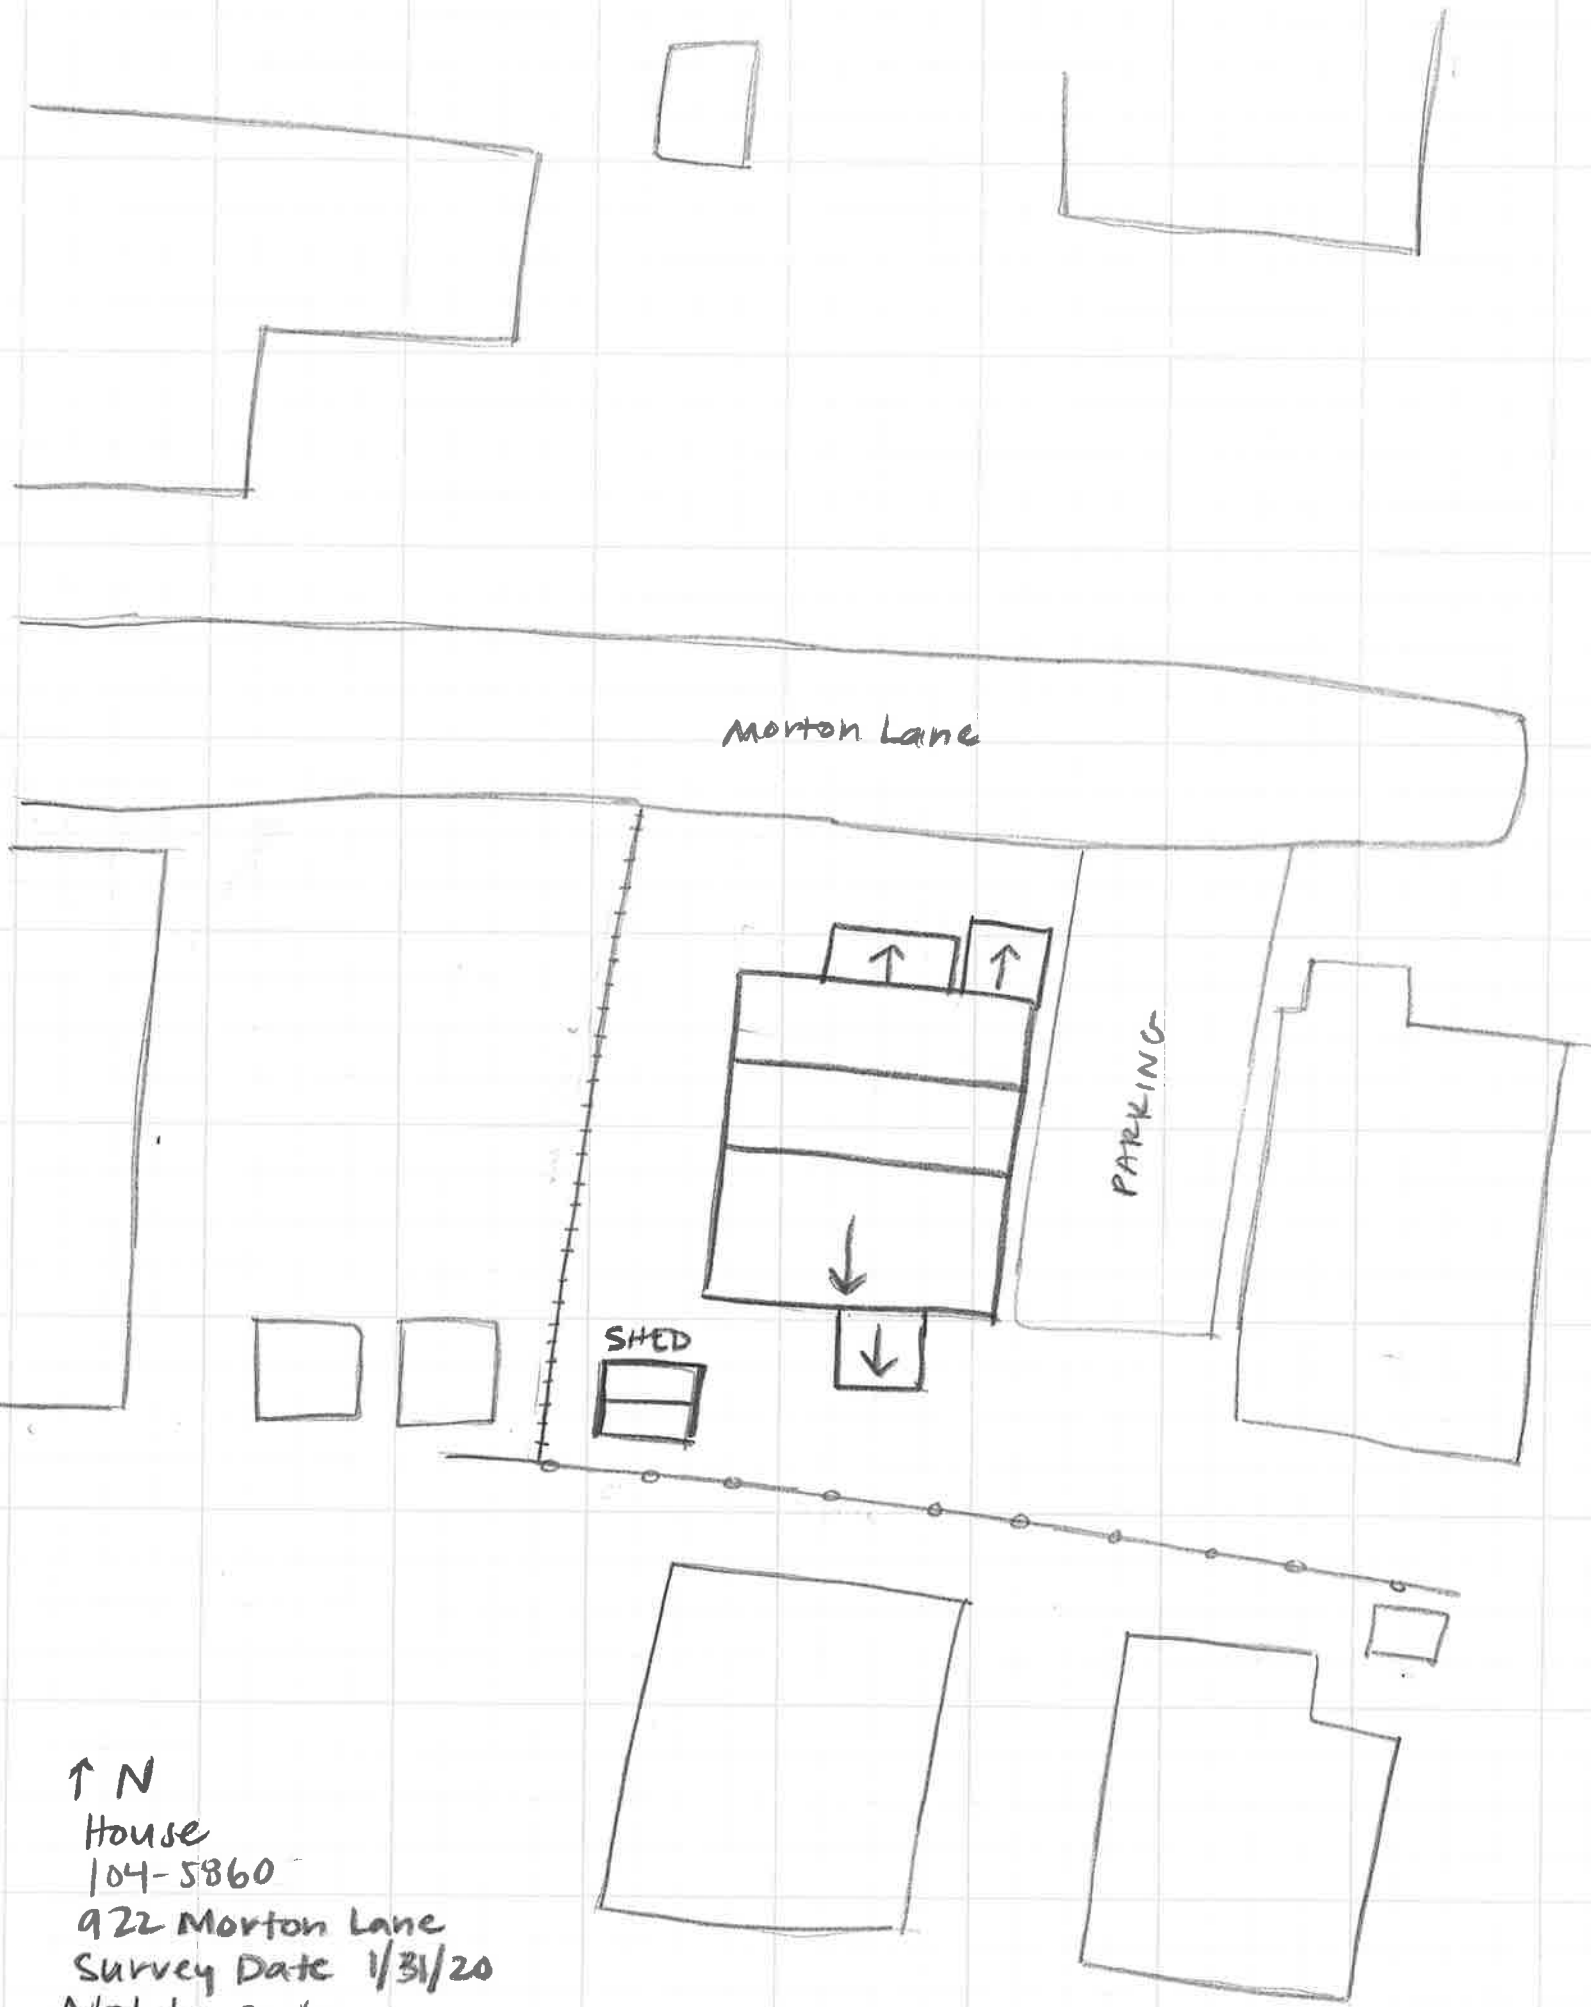 Morton Lane
PARKING
SHED
↑ N
House
104-5860
922 Morton Lane
Survey Date 1/31/20